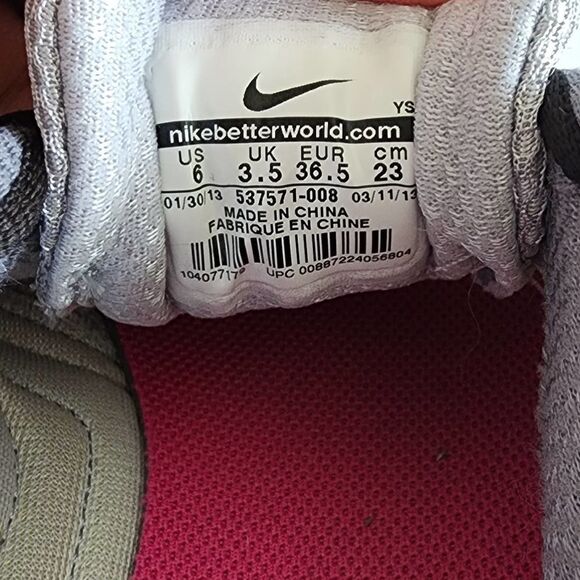 YS
nikebetterworld.com
US UK EUR cm
6 3.5 36.5 23
01/30/13 537571-008 03/11/13
MADE IN CHINA
FABRIQUE EN CHINE
UPC 00887224056804